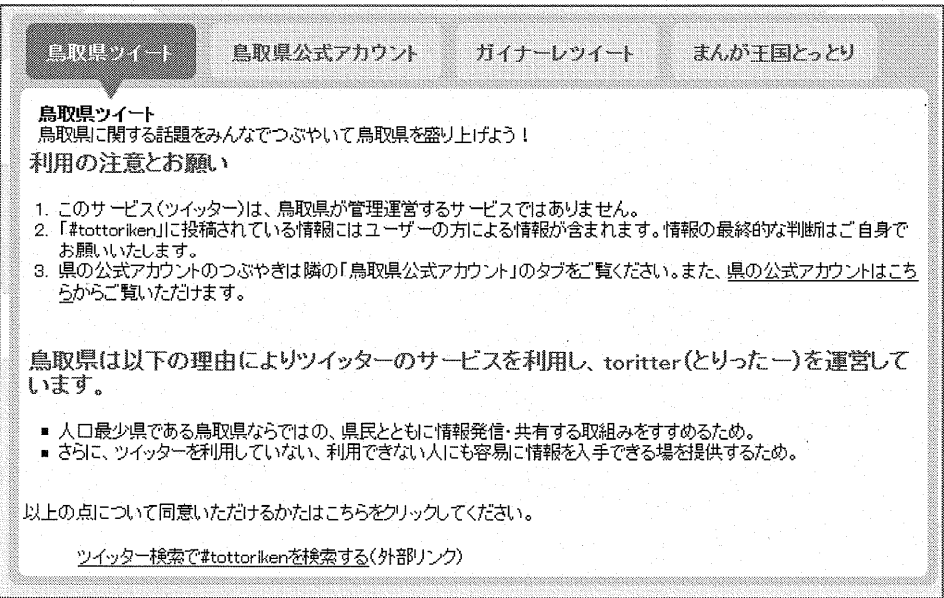 鳥取県ツイート
鳥取県公式アカウント
ガイナーレツイート
まんが王国とっとり
鳥取県ツイート
鳥取県に関する話題をみんなでつぶやいて鳥取県を盛り上げよう！
利用の注意とお願い
1. このサービス(ツイッター)は、鳥取県が管理運営するサービスではありません。
2. 「#tottoriken」に投稿されている情報にはユーザーの方による情報が含まれます。情報の最終的な判断はご自身で
お願いいたします。
3. 県の公式アカウントのつぶやきは隣の「鳥取県公式アカウント」のタブをご覧ください。また、県の公式アカウントはこち
らからご覧いただけます。
鳥取県は以下の理由によりツイッターのサービスを利用し、toritter(とりったー)を運営して
います。
▪ 人口最少県である鳥取県ならではの、県民とともに情報発信・共有する取組みをすすめるため。
▪ さらに、ツイッターを利用していない、利用できない人にも容易に情報を入手できる場を提供するため。
以上の点について同意いただけるかたはこちらをクリックしてください。
ツイッター検索で#tottorikenを検索する(外部リンク)